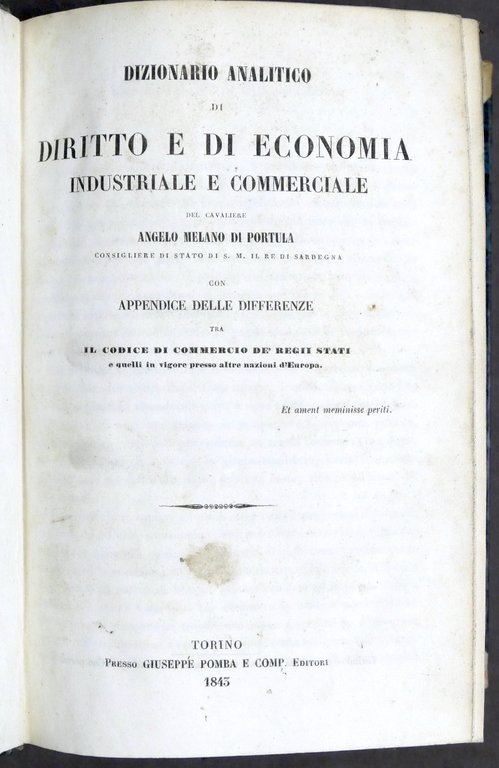 DIZIONARIO ANALITICO
DI
DIRITTO E DI ECONOMIA
INDUSTRIALE E COMMERCIALE
DEL CAVALIERE
ANGELO MELANO DI PORTULA
CONSIGLIERE DI STATO DI S. M. IL RE DI SARDEGNA
CON
APPENDICE DELLE DIFFERENZE
TRA
IL CODICE DI COMMERCIO DE' REGII STATI
e quelli in vigore presso altre nazioni d'Europa.
Et ament meminisse periti.
TORINO
PRESSO GIUSEPPE POMBA E COMP. EDITORI
1843